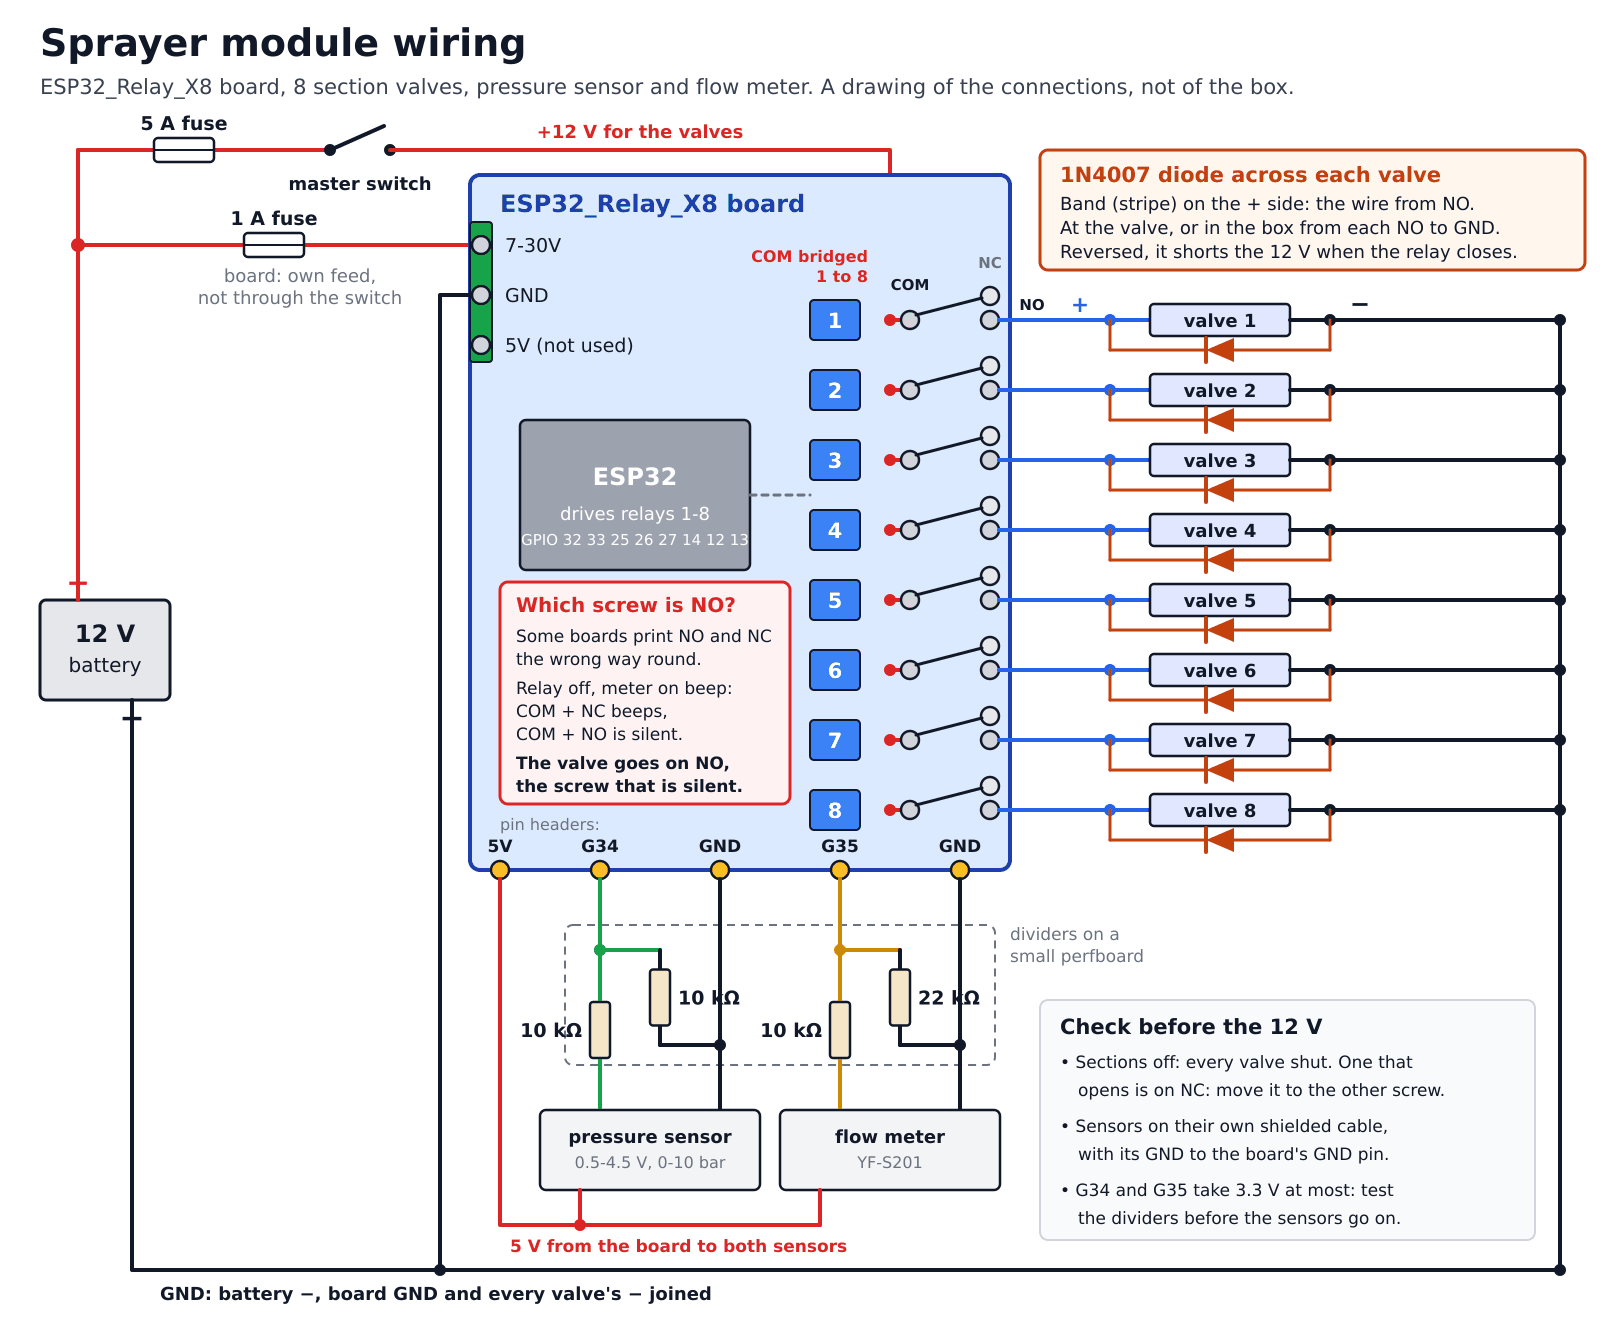 Sprayer module wiring
ESP32_Relay_X8 board, 8 section valves, pressure sensor and flow meter. A drawing of the connections, not of the box.
5 A fuse
+12 V for the valves
master switch
1 A fuse
board: own feed,
not through the switch
ESP32_Relay_X8 board
7-30V
GND
5V (not used)
COM bridged
1 to 8
COM
NC
NO
+
−
1N4007 diode across each valve
Band (stripe) on the + side: the wire from NO.
At the valve, or in the box from each NO to GND.
Reversed, it shorts the 12 V when the relay closes.
1
valve 1
2
valve 2
3
valve 3
4
valve 4
5
valve 5
6
valve 6
7
valve 7
8
valve 8
ESP32
drives relays 1-8
GPIO 32 33 25 26 27 14 12 13
+
12 V
battery
−
Which screw is NO?
Some boards print NO and NC
the wrong way round.
Relay off, meter on beep:
COM + NC beeps,
COM + NO is silent.
The valve goes on NO,
the screw that is silent.
pin headers:
5V
G34
GND
G35
GND
dividers on a
small perfboard
10 kΩ
10 kΩ
10 kΩ
22 kΩ
pressure sensor
0.5-4.5 V, 0-10 bar
flow meter
YF-S201
5 V from the board to both sensors
Check before the 12 V
• Sections off: every valve shut. One that
opens is on NC: move it to the other screw.
• Sensors on their own shielded cable,
with its GND to the board's GND pin.
• G34 and G35 take 3.3 V at most: test
the dividers before the sensors go on.
GND: battery −, board GND and every valve's − joined